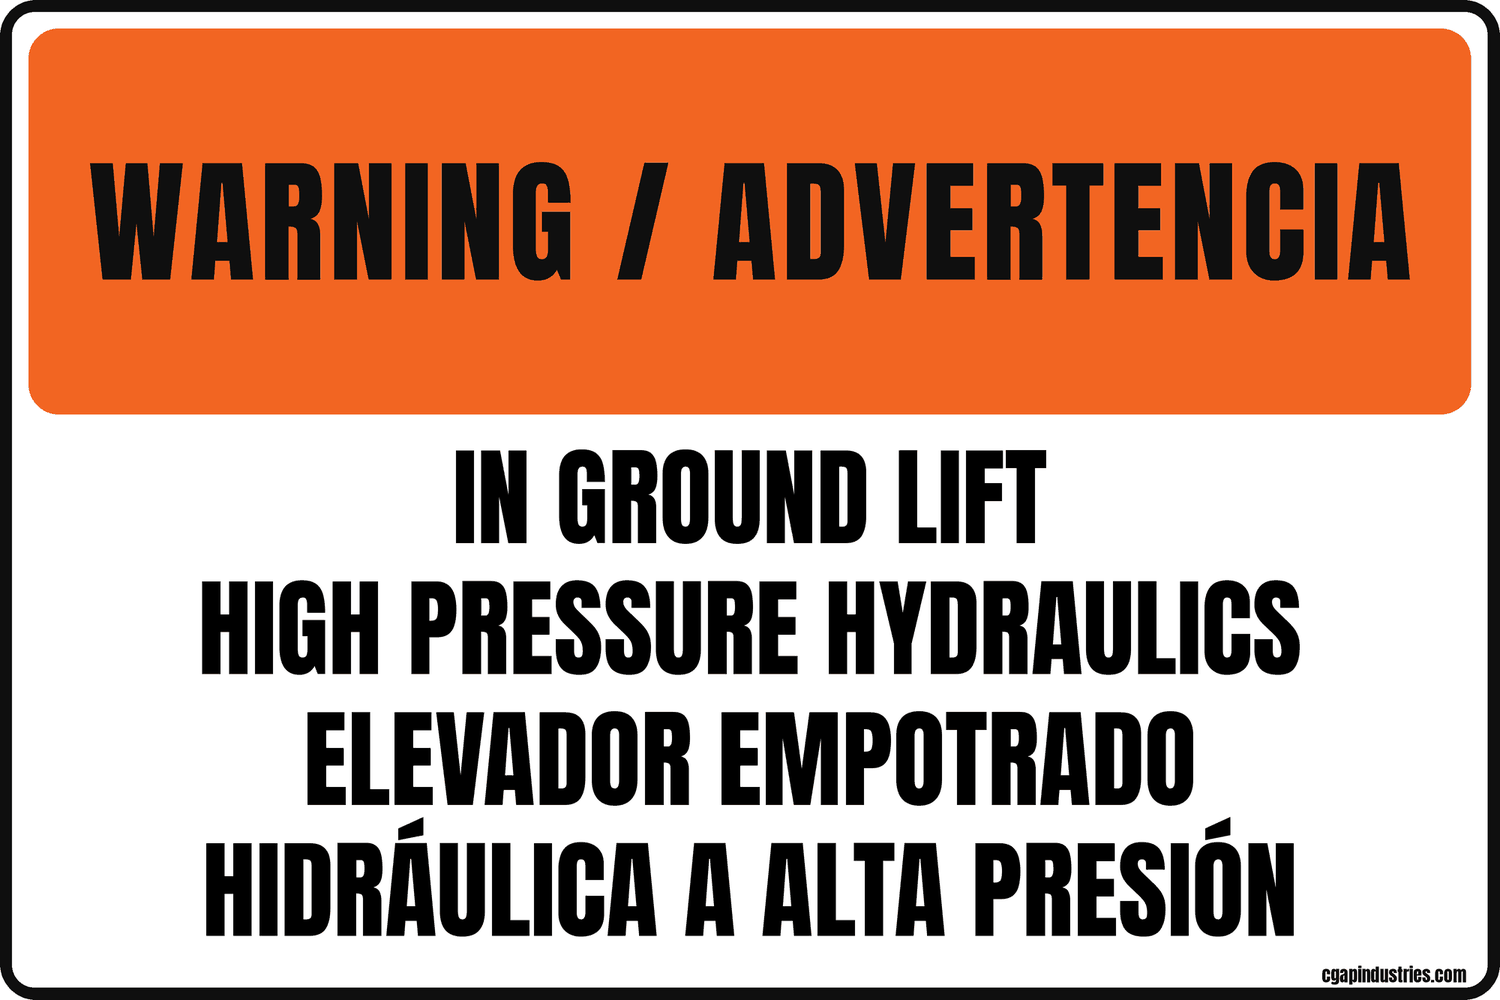 WARNING / ADVERTENCIA
IN GROUND LIFT
HIGH PRESSURE HYDRAULICS
ELEVADOR EMPOTRADO
HIDRÁULICA A ALTA PRESIÓN
cgapindustries.com